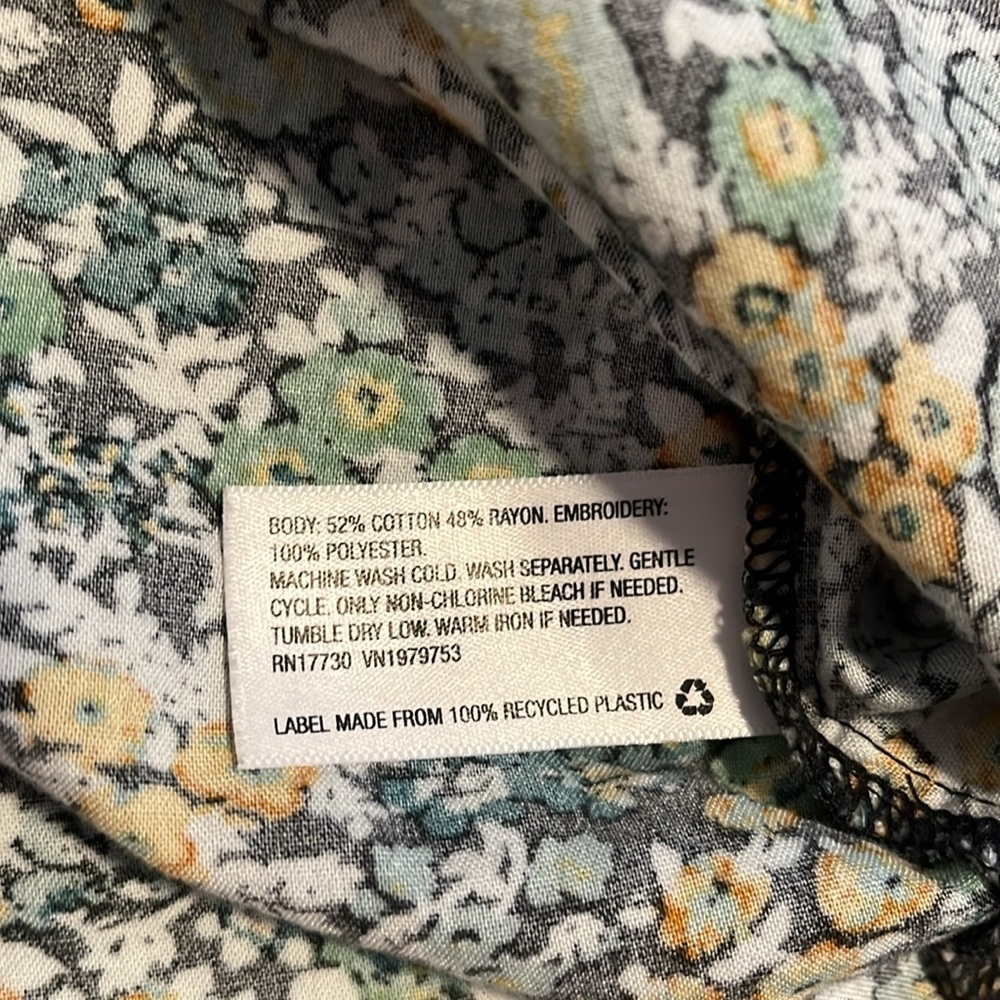 BODY: 52% COTTON 48% RAYON. EMBROIDERY:
100% POLYESTER.
MACHINE WASH COLD. WASH SEPARATELY. GENTLE
CYCLE. ONLY NON-CHLORINE BLEACH IF NEEDED.
TUMBLE DRY LOW. WARM IRON IF NEEDED.
RN17730 VN1979753
LABEL MADE FROM 100% RECYCLED PLASTIC